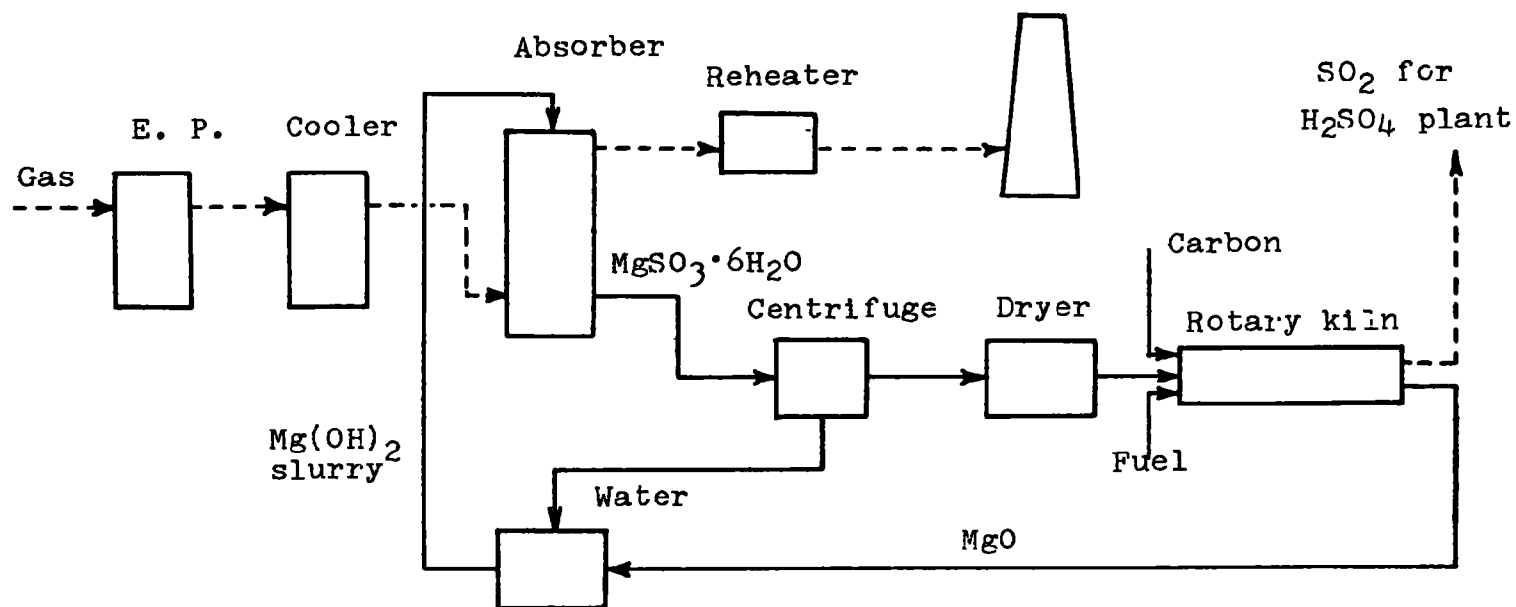 Absorber
Reheater
SO2 for
H2SO4 plant
E. P.
Cooler
Gas
Carbon
MgSO3·6H2O
Centrifuge
Dryer
Rotary kiln
Mg(OH)2
slurry
Fuel
Water
MgO